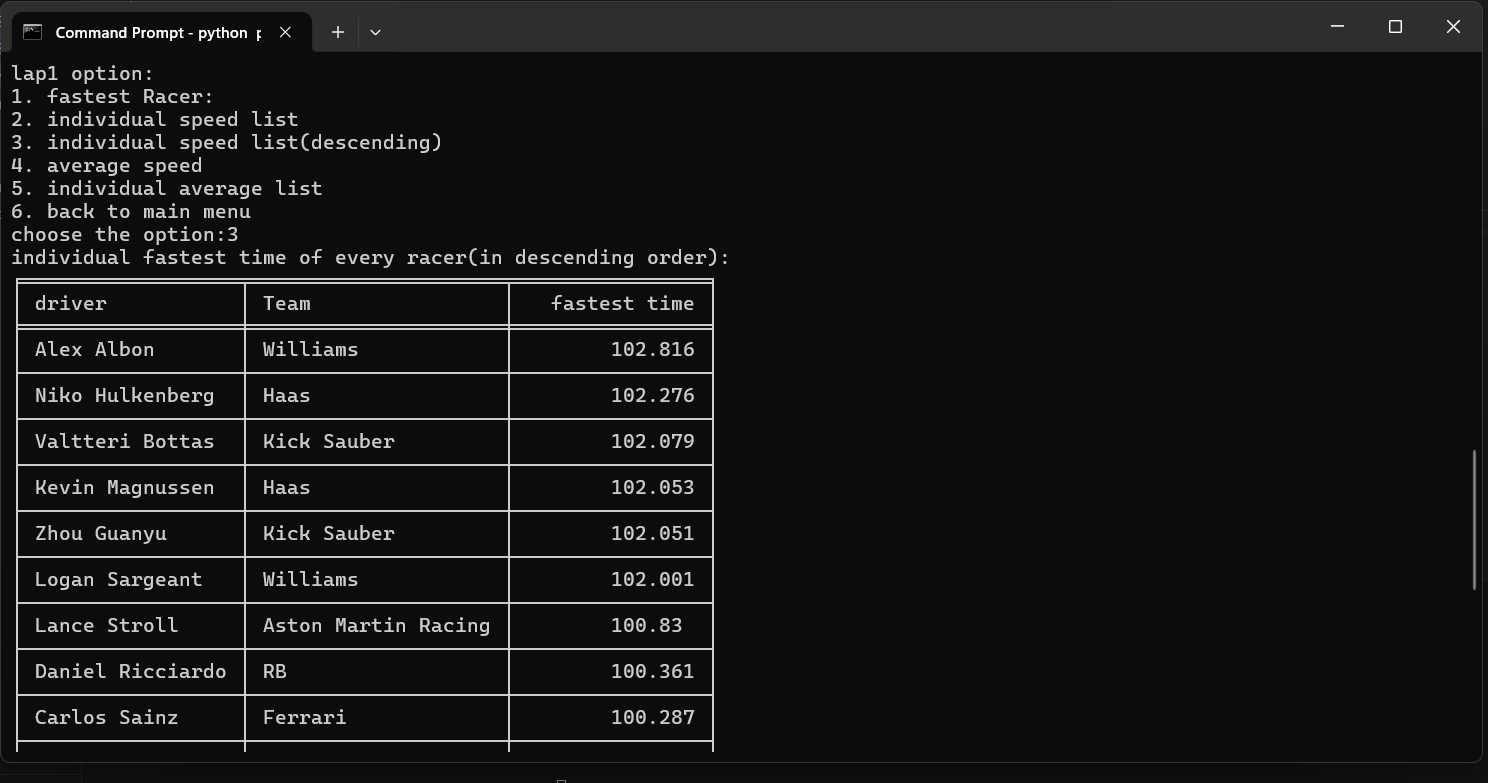 Command Prompt - python p
lap1 option:
1. fastest Racer:
2. individual speed list
3. individual speed list(descending)
4. average speed
5. individual average list
6. back to main menu
choose the option:3
individual fastest time of every racer(in descending order):
driver Team fastest time
Alex Albon Williams 102.816
Niko Hulkenberg Haas 102.276
Valtteri Bottas Kick Sauber 102.079
Kevin Magnussen Haas 102.053
Zhou Guanyu Kick Sauber 102.051
Logan Sargeant Williams 102.001
Lance Stroll Aston Martin Racing 100.83
Daniel Ricciardo RB 100.361
Carlos Sainz Ferrari 100.287